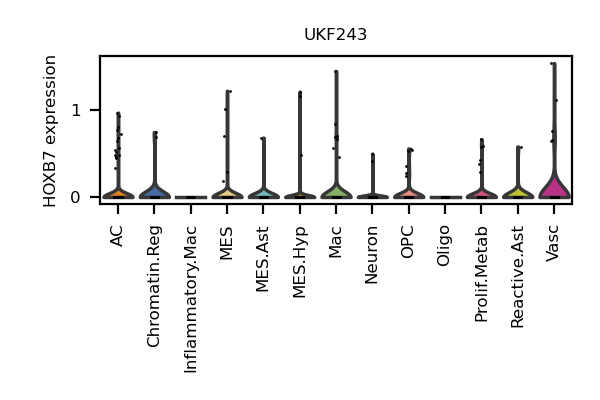 UKF243
HOXB7 expression
1
0
AC
Chromatin.Reg
Inflammatory.Mac
MES
MES.Ast
MES.Hyp
Mac
Neuron
OPC
Oligo
Prolif.Metab
Reactive.Ast
Vasc